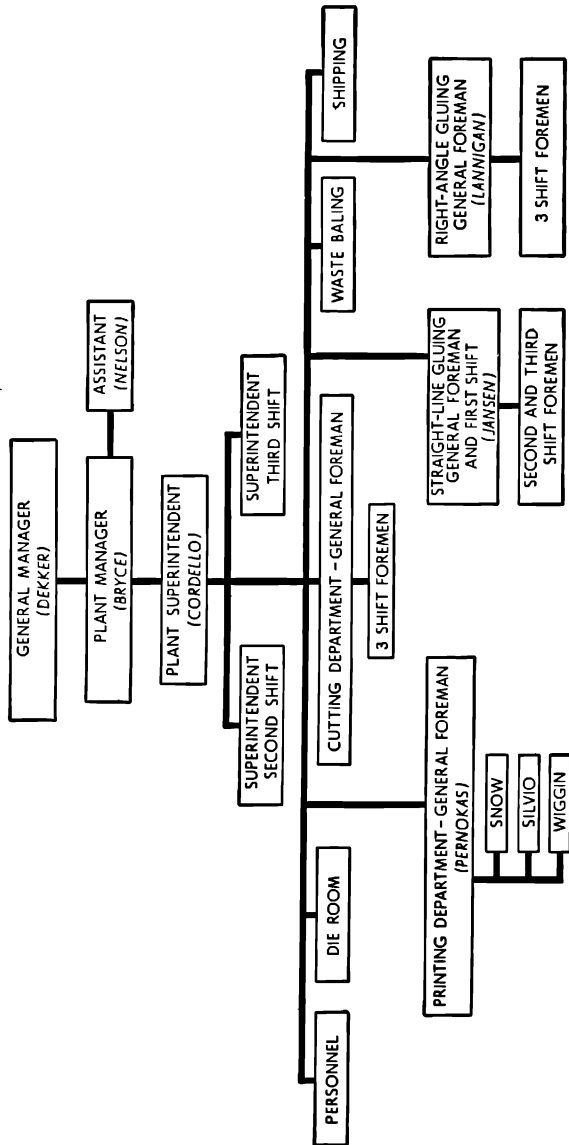 GENERAL MANAGER
(DEKKER)
PLANT MANAGER
(BRYCE)
ASSISTANT
(NELSON)
PLANT SUPERINTENDENT
(CORDELLO)
SUPERINTENDENT
SECOND SHIFT
SUPERINTENDENT
THIRD SHIFT
PERSONNEL
DIE ROOM
CUTTING DEPARTMENT - GENERAL FOREMAN
3 SHIFT FOREMEN
WASTE BALING
SHIPPING
PRINTING DEPARTMENT - GENERAL FOREMAN
(PERNOKAS)
SNOW
SILVIO
WIGGIN
STRAIGHT-LINE GLUING
GENERAL FOREMAN
AND FIRST SHIFT
(JANSEN)
SECOND AND THIRD
SHIFT FOREMEN
RIGHT-ANGLE GLUING
GENERAL FOREMAN
(LANNIGAN)
3 SHIFT FOREMEN